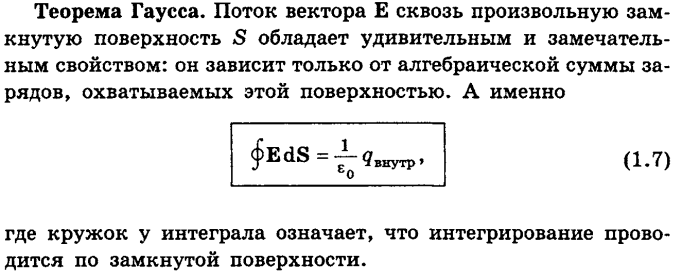 Теорема Гаусса. Поток вектора E сквозь произвольную зам-
кнутую поверхность S обладает удивительным и замечатель-
ным свойством: он зависит только от алгебраической суммы за-
рядов, охватываемых этой поверхностью. А именно
∮EdS = 1/ε₀ qвнутр, (1.7)
где кружок у интеграла означает, что интегрирование прово-
дится по замкнутой поверхности.